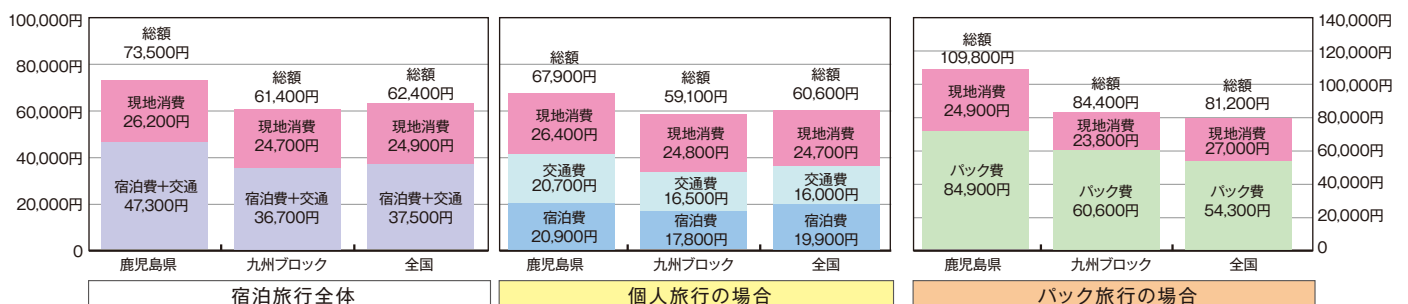 100,000円
80,000円
60,000円
40,000円
20,000円
0
総額
73,500円
現地消費
26,200円
宿泊費+交通
47,300円
総額
61,400円
現地消費
24,700円
宿泊費+交通
36,700円
総額
62,400円
現地消費
24,900円
宿泊費+交通
37,500円
鹿児島県
九州ブロック
全国
宿泊旅行全体
総額
67,900円
現地消費
26,400円
交通費
20,700円
宿泊費
20,900円
総額
59,100円
現地消費
24,800円
交通費
16,500円
宿泊費
17,800円
総額
60,600円
現地消費
24,700円
交通費
16,000円
宿泊費
19,900円
鹿児島県
九州ブロック
全国
個人旅行の場合
総額
109,800円
現地消費
24,900円
パック費
84,900円
総額
84,400円
現地消費
23,800円
パック費
60,600円
総額
81,200円
現地消費
27,000円
パック費
54,300円
鹿児島県
九州ブロック
全国
パック旅行の場合
140,000円
120,000円
100,000円
80,000円
60,000円
40,000円
20,000円
0